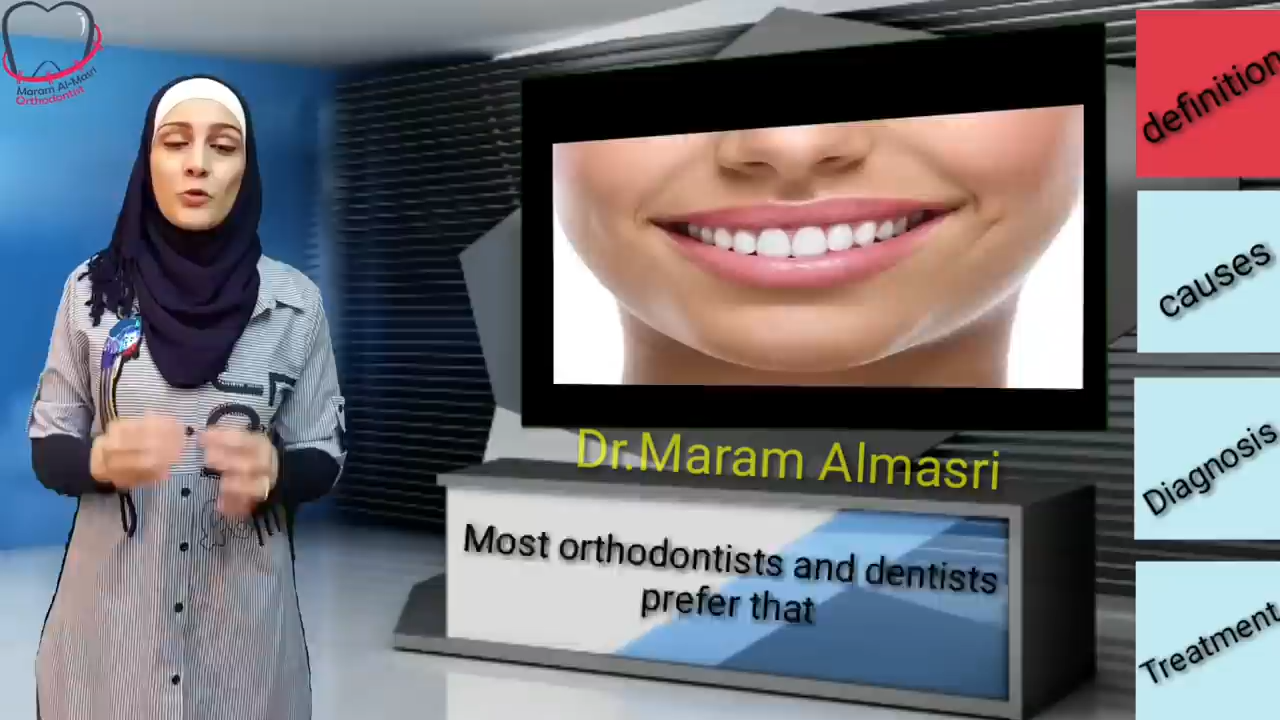 Maram Al-Masri
Orthodontist
Dr.Maram Almasri
Most orthodontists and dentists
prefer that
definition
causes
Diagnosis
Treatment